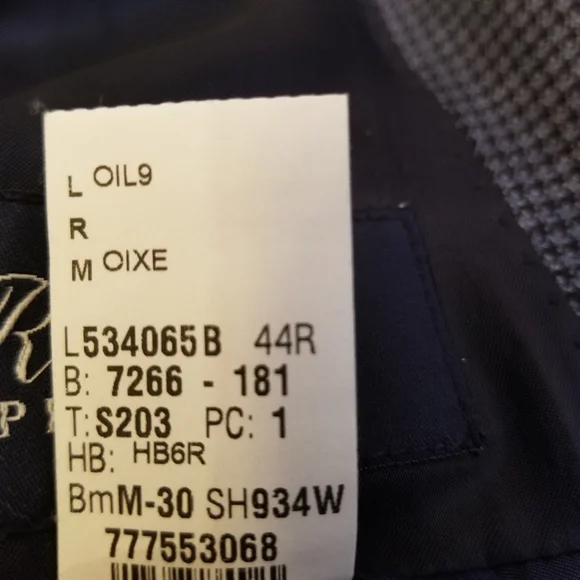 L OIL9
R
M OIXE
L534065B 44R
B: 7266 - 181
T: S203 PC: 1
HB: HB6R
BmM-30 SH934W
777553068
R
P